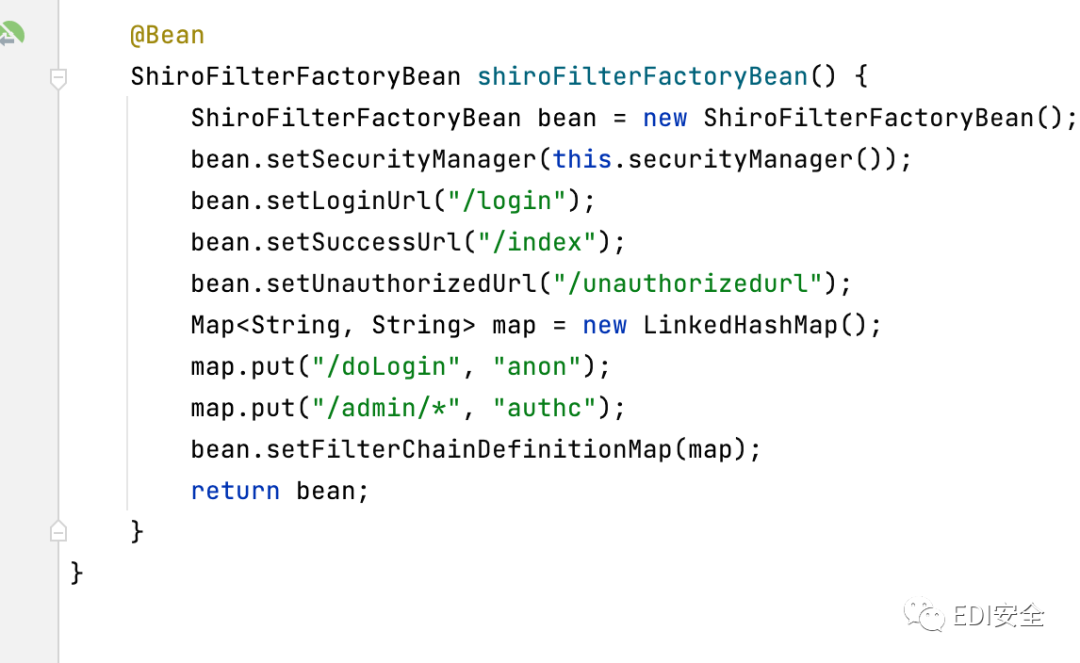 @Bean
ShiroFilterFactoryBean shiroFilterFactoryBean() {
    ShiroFilterFactoryBean bean = new ShiroFilterFactoryBean();
    bean.setSecurityManager(this.securityManager());
    bean.setLoginUrl("/login");
    bean.setSuccessUrl("/index");
    bean.setUnauthorizedUrl("/unauthorizedurl");
    Map<String, String> map = new LinkedHashMap();
    map.put("/doLogin", "anon");
    map.put("/admin/*", "authc");
    bean.setFilterChainDefinitionMap(map);
    return bean;
}
}
EDI安全